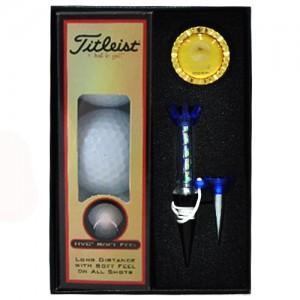 Titleist
HVC SOFT FEEL
LONG DISTANCE
WITH SOFT FEEL
ON ALL SHOTS